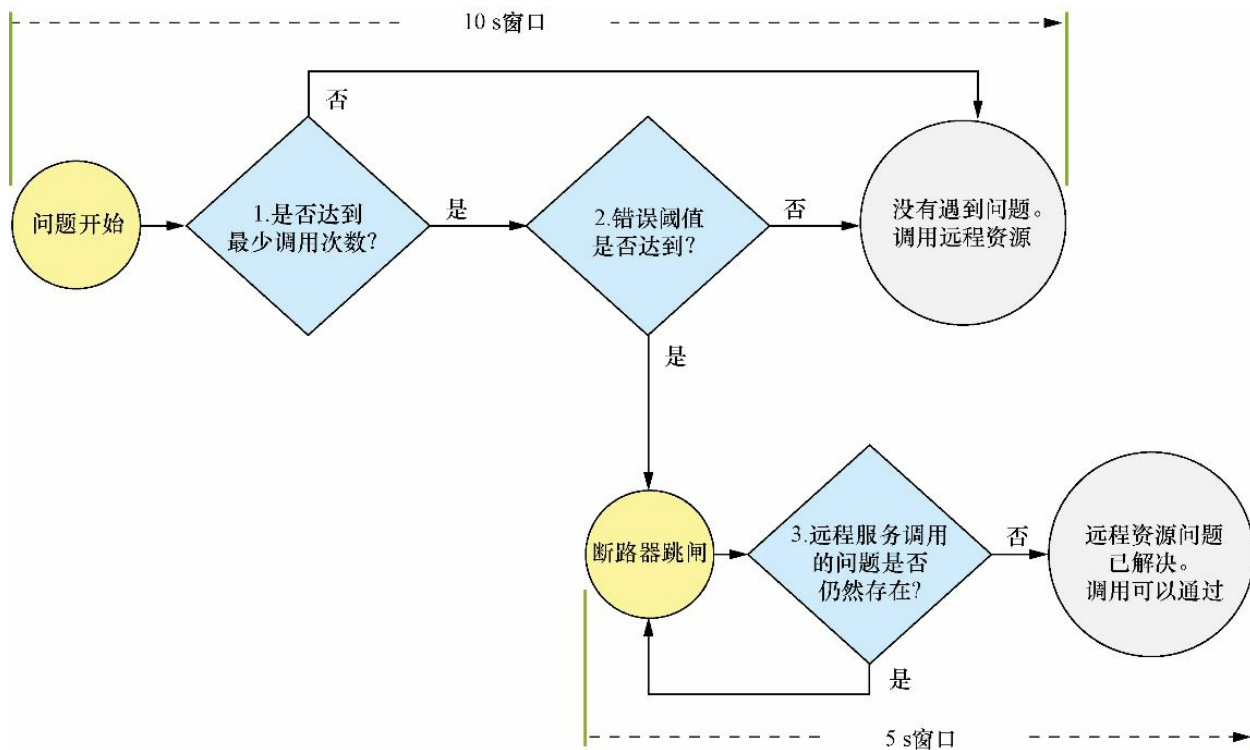 10 s窗口
否
问题开始
1.是否达到
最少调用次数?
是
2.错误阈值
是否达到?
否
没有遇到问题。
调用远程资源
是
断路器跳闸
3.远程服务调用
的问题是否
仍然存在?
否
远程资源问题
已解决。
调用可以通过
是
5 s窗口